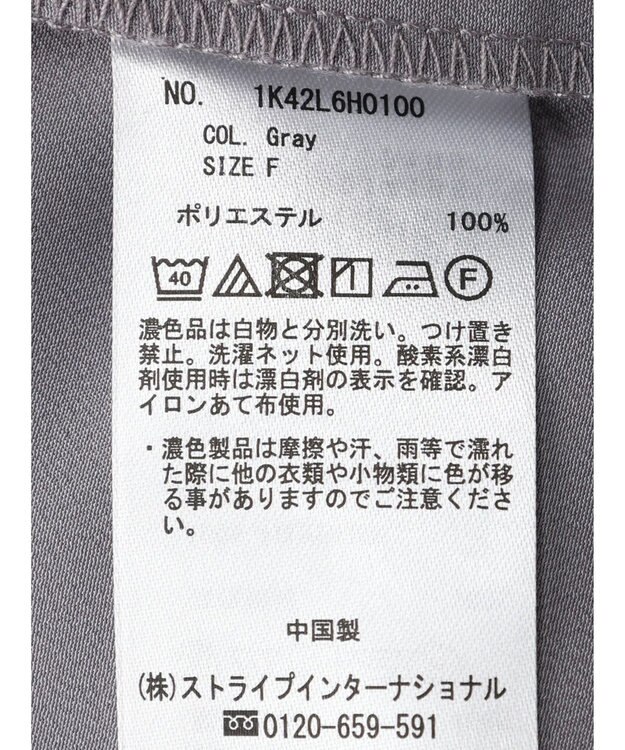 NO. 1K42L6H0100
COL. Gray
SIZE F
ポリエステル 100%
40 F
濃色品は白物と分別洗い。つけ置き
禁止。洗濯ネット使用。酸素系漂白
剤使用時は漂白剤の表示を確認。ア
イロンあて布使用。
・濃色製品は摩擦や汗、雨等で濡れ
た際に他の衣類や小物類に色が移
る事がありますのでご注意くださ
い。
中国製
(株)ストライプインターナショナル
0120-659-591